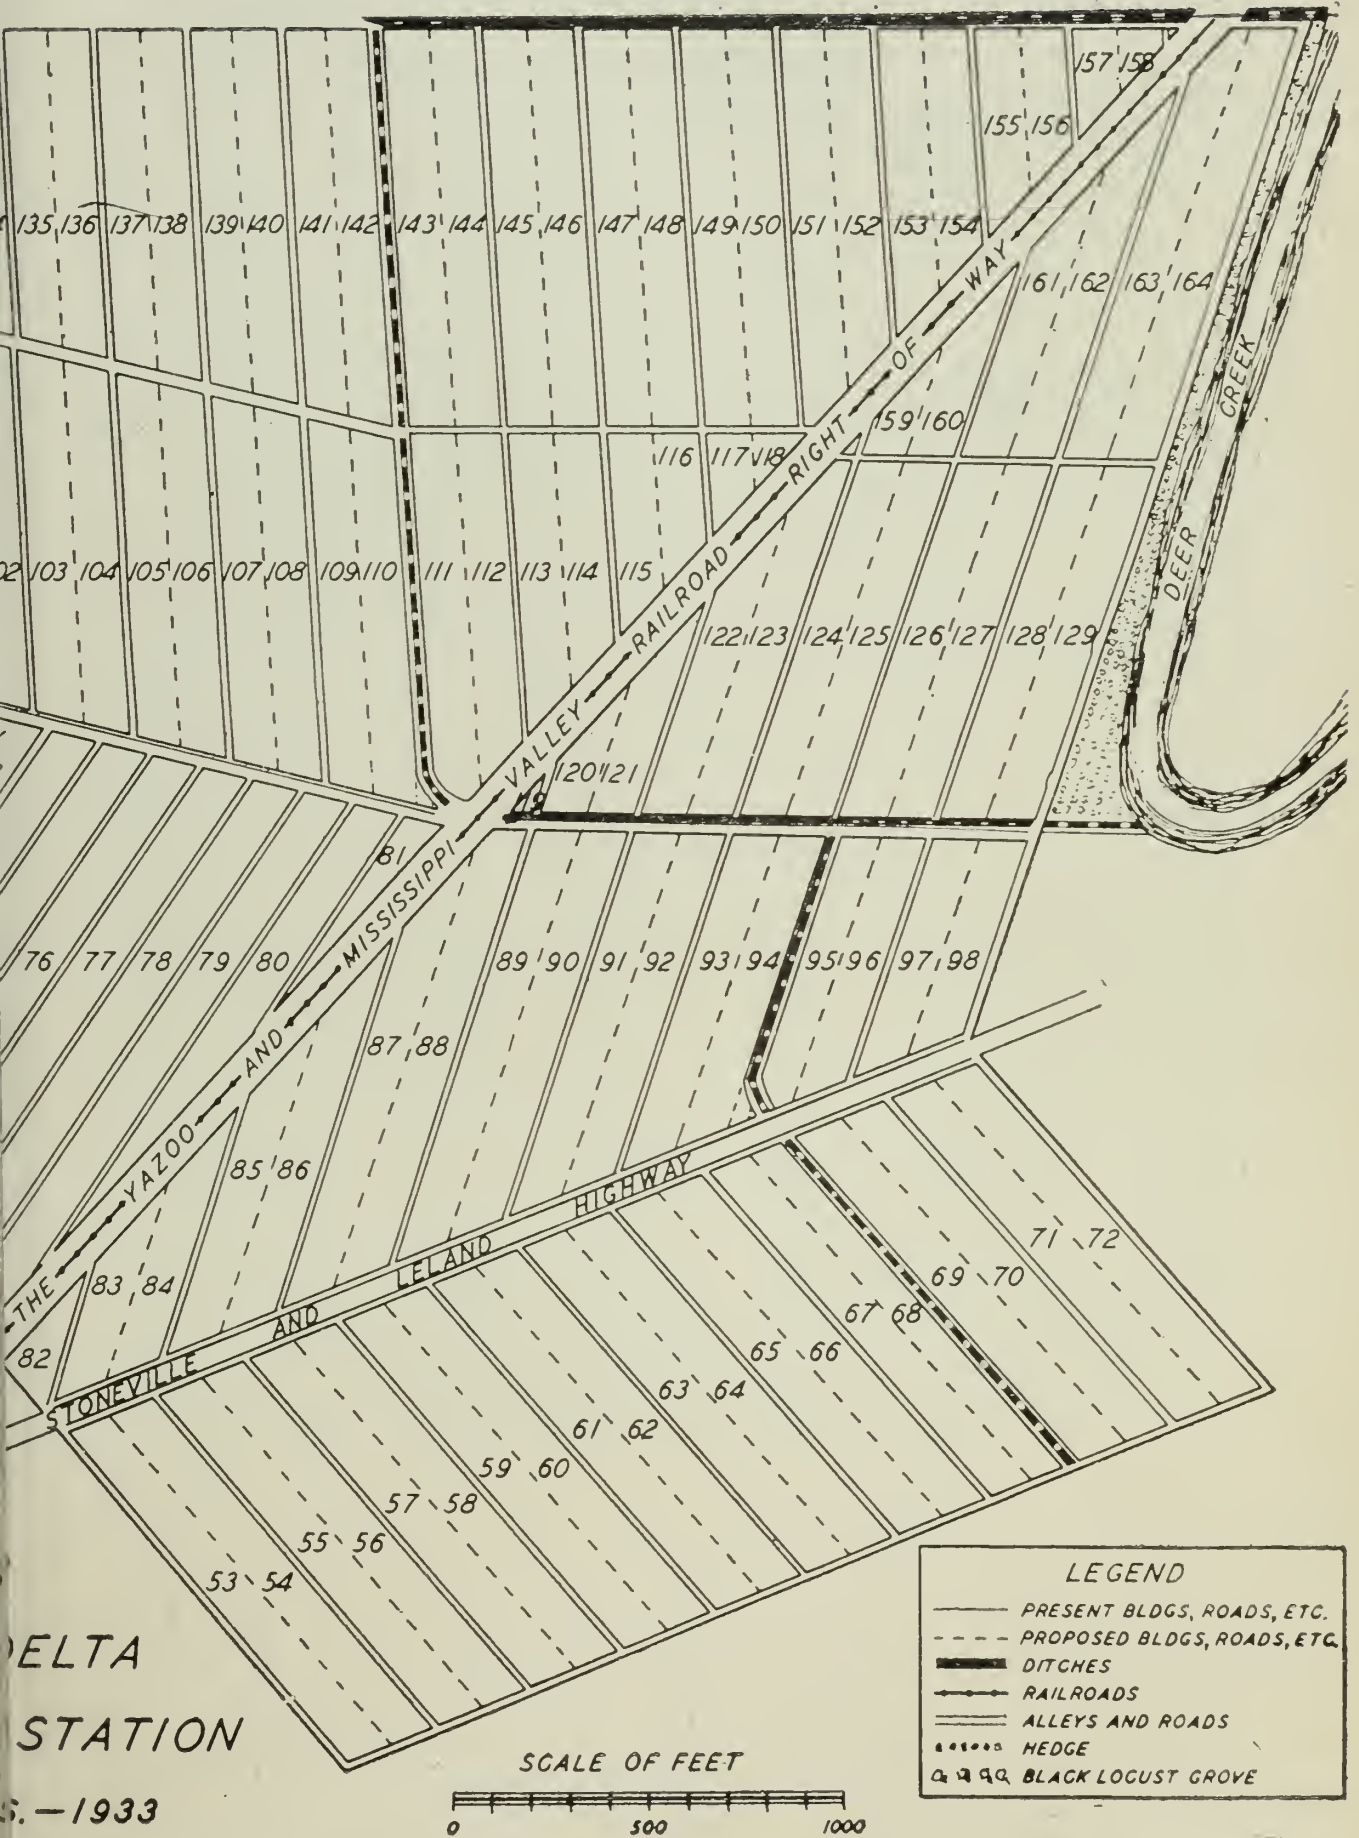 157 158
155 156
135 136 137 138 139 140 141 142 143 144 145 146 147 148 149 150 151 152 153 154
161 162 163 164
159 160
116 117 118
103 104 105 106 107 108 109 110 111 112 113 114 115
122 123 124 125 126 127 128 129
120 121
81
76 77 78 79 80
89 90 91 92 93 94 95 96 97 98
87 88
85 86
83 84
82
THE YAZOO AND MISSISSIPPI VALLEY RAILROAD RIGHT OF WAY
DEER CREEK
STONEVILLE AND LELAND HIGHWAY
71 72
69 70
67 68
65 66
63 64
61 62
59 60
57 58
55 56
53 54
DELTA
STATION
S.-1933
SCALE OF FEET
0 500 1000
LEGEND
PRESENT BLDGS, ROADS, ETC.
PROPOSED BLDGS, ROADS, ETC.
DITCHES
RAILROADS
ALLEYS AND ROADS
HEDGE
BLACK LOCUST GROVE